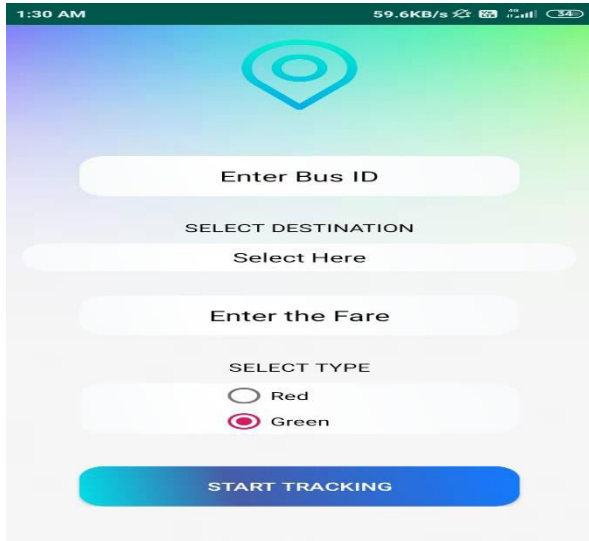 1:30 AM 59.6KB/s 4G 34
Enter Bus ID
SELECT DESTINATION
Select Here
Enter the Fare
SELECT TYPE
Red
Green
START TRACKING